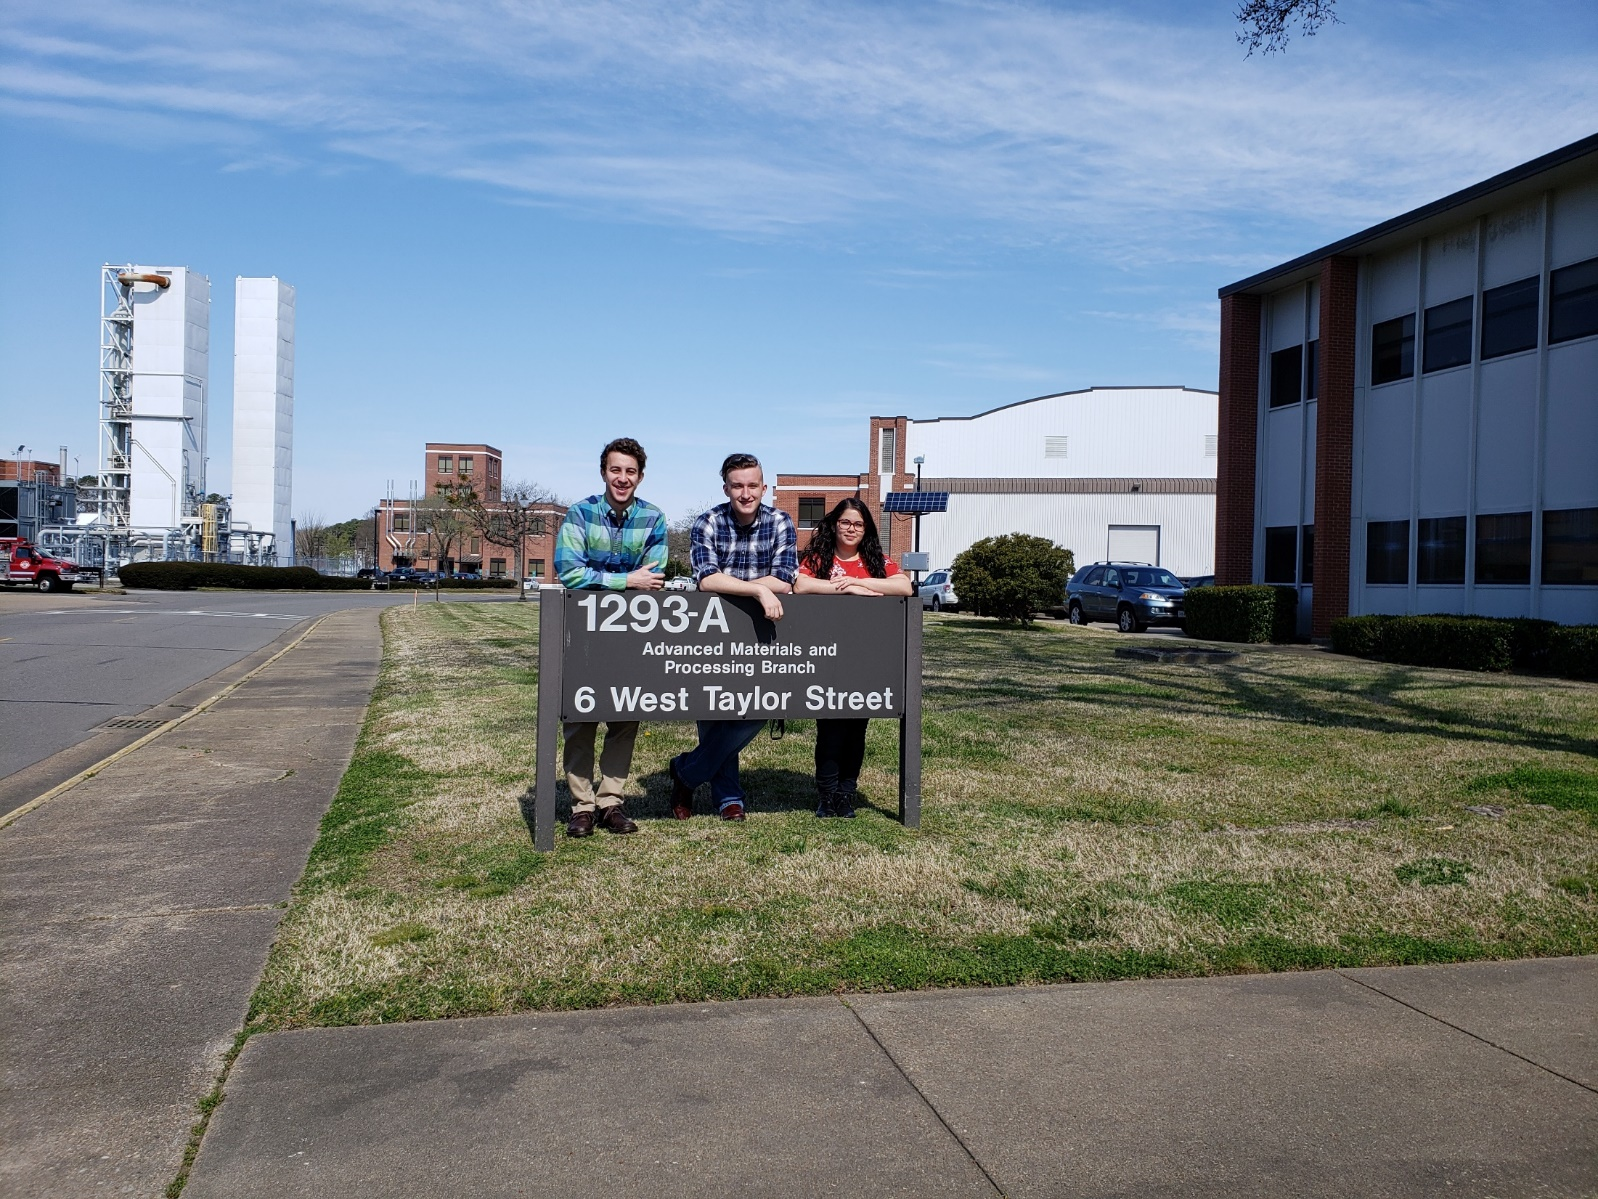 1293-A
Advanced Materials and
Processing Branch
6 West Taylor Street